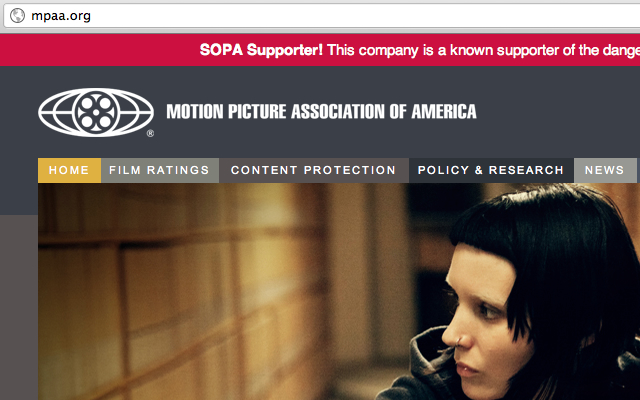 mpaa.org
SOPA Supporter! This company is a known supporter of the dange
MOTION PICTURE ASSOCIATION OF AMERICA
®
HOME FILM RATINGS CONTENT PROTECTION POLICY & RESEARCH NEWS